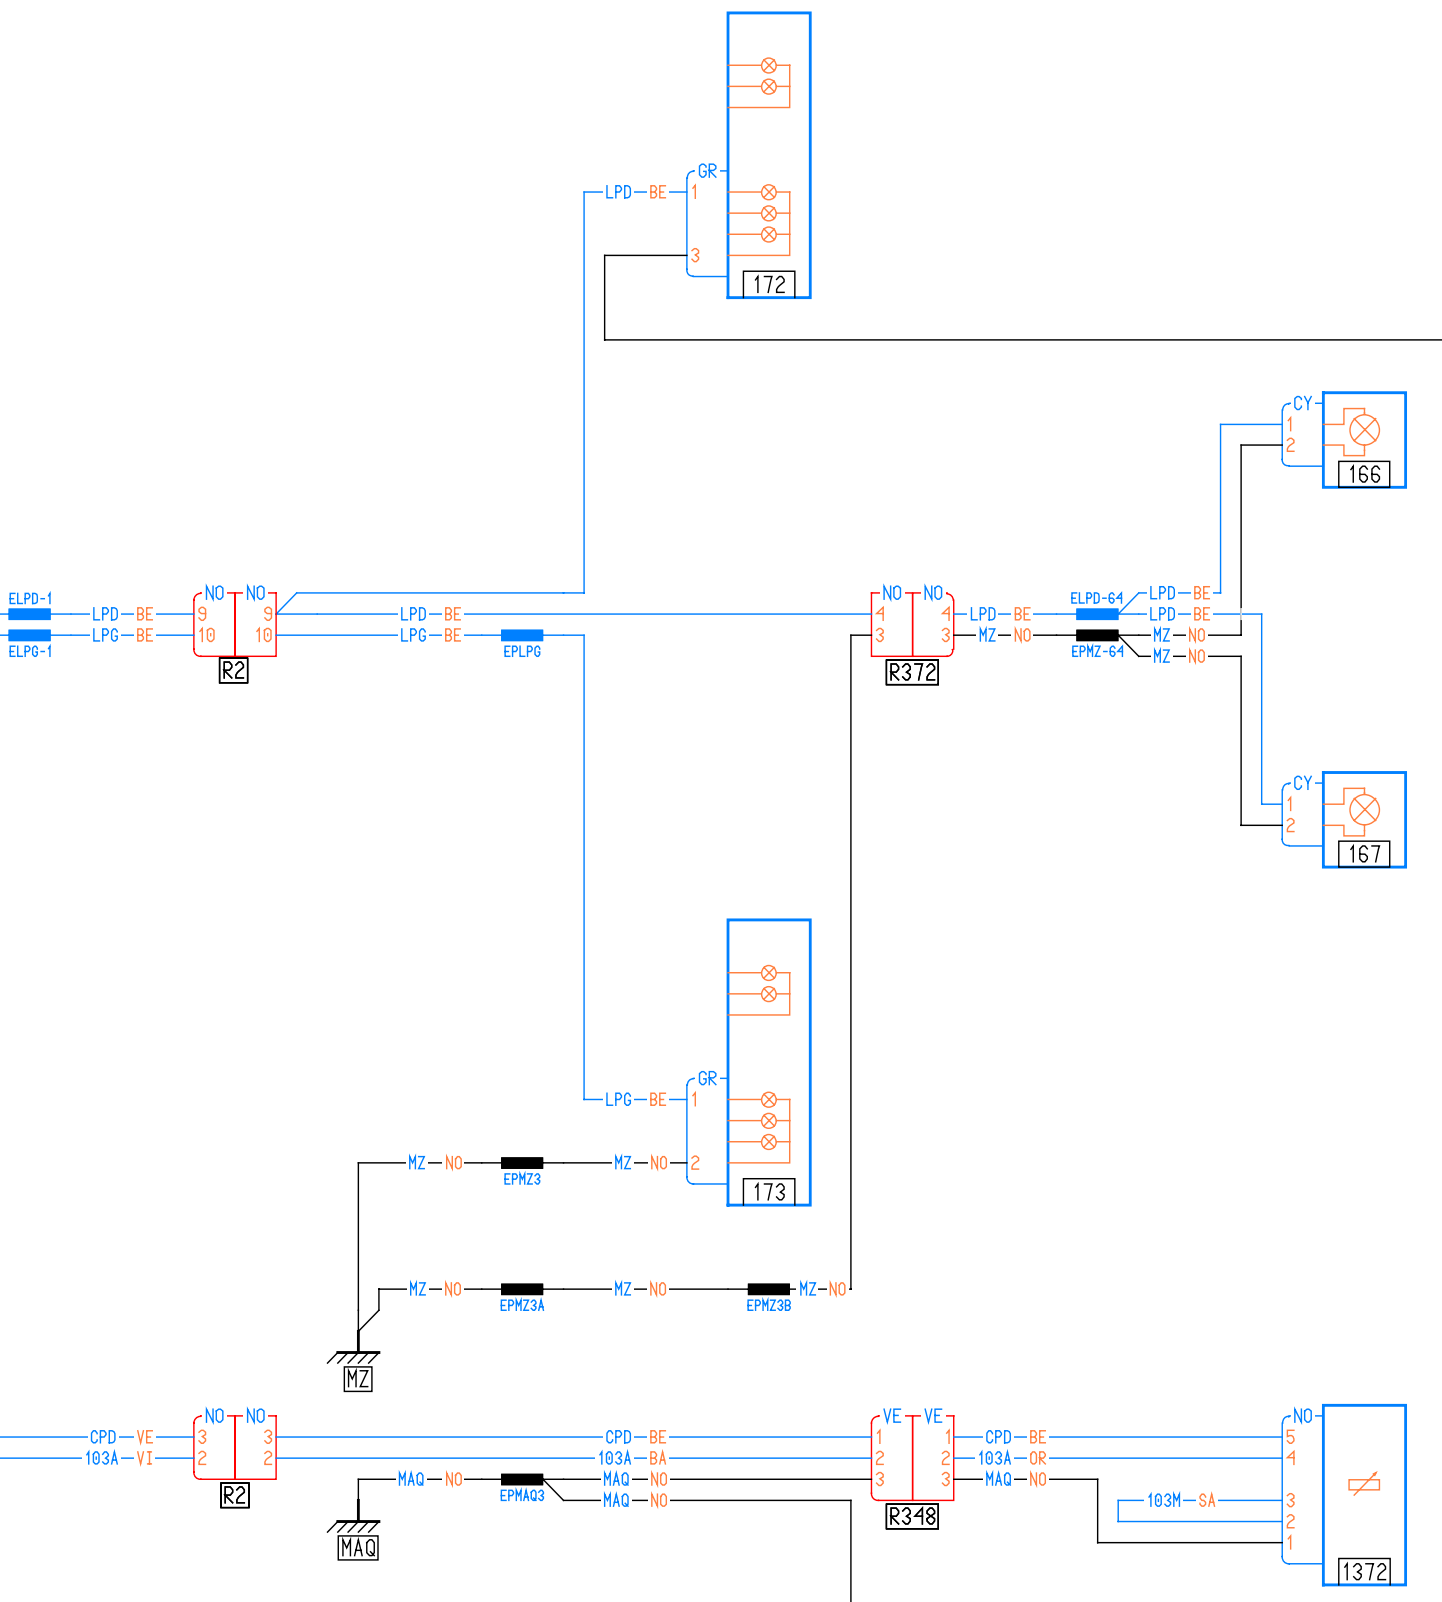 GR
LPD BE 1
3
172
CY
1
2
166
ELPD-1 NO NO NO NO ELPD-64 LPD BE
LPD BE 9 9 LPD BE 4 4 LPD BE LPD BE
LPG BE 10 10 LPG BE 3 3 MZ NO MZ NO
ELPG-1 EPLPG EPMZ-64 MZ NO
R2 R372
CY
1
2
167
GR
LPG BE 1
MZ NO MZ NO 2
EPMZ3
173
MZ NO MZ NO MZ NO
EPMZ3A EPMZ3B
MZ
NO NO VE VE NO
CPD VE 3 3 CPD BE 1 1 CPD BE 5
103A VI 2 2 103A BA 2 2 103A OR 4
MAQ NO MAQ NO 3 3 MAQ NO
R2 EPMAQ3 MAQ NO 103M SA 3
R348 2
1
MAQ
1372